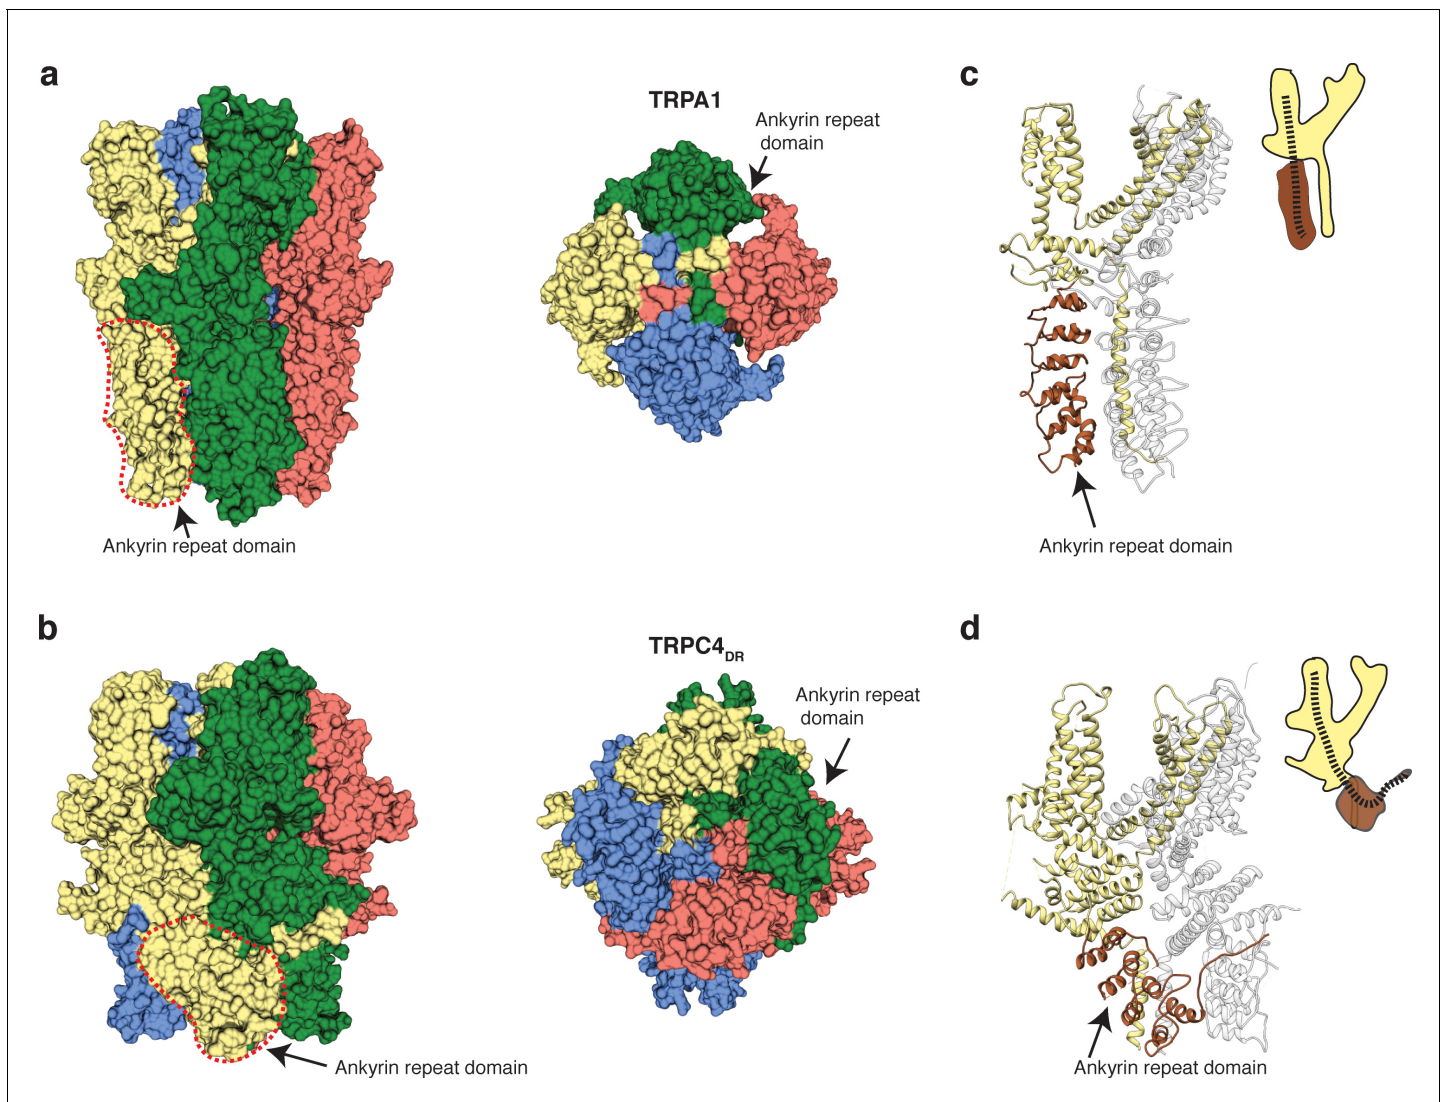 a
TRPA1
Ankyrin repeat
domain
Ankyrin repeat domain
c
Ankyrin repeat domain
b
TRPC4DR
Ankyrin repeat
domain
Ankyrin repeat domain
d
Ankyrin repeat domain